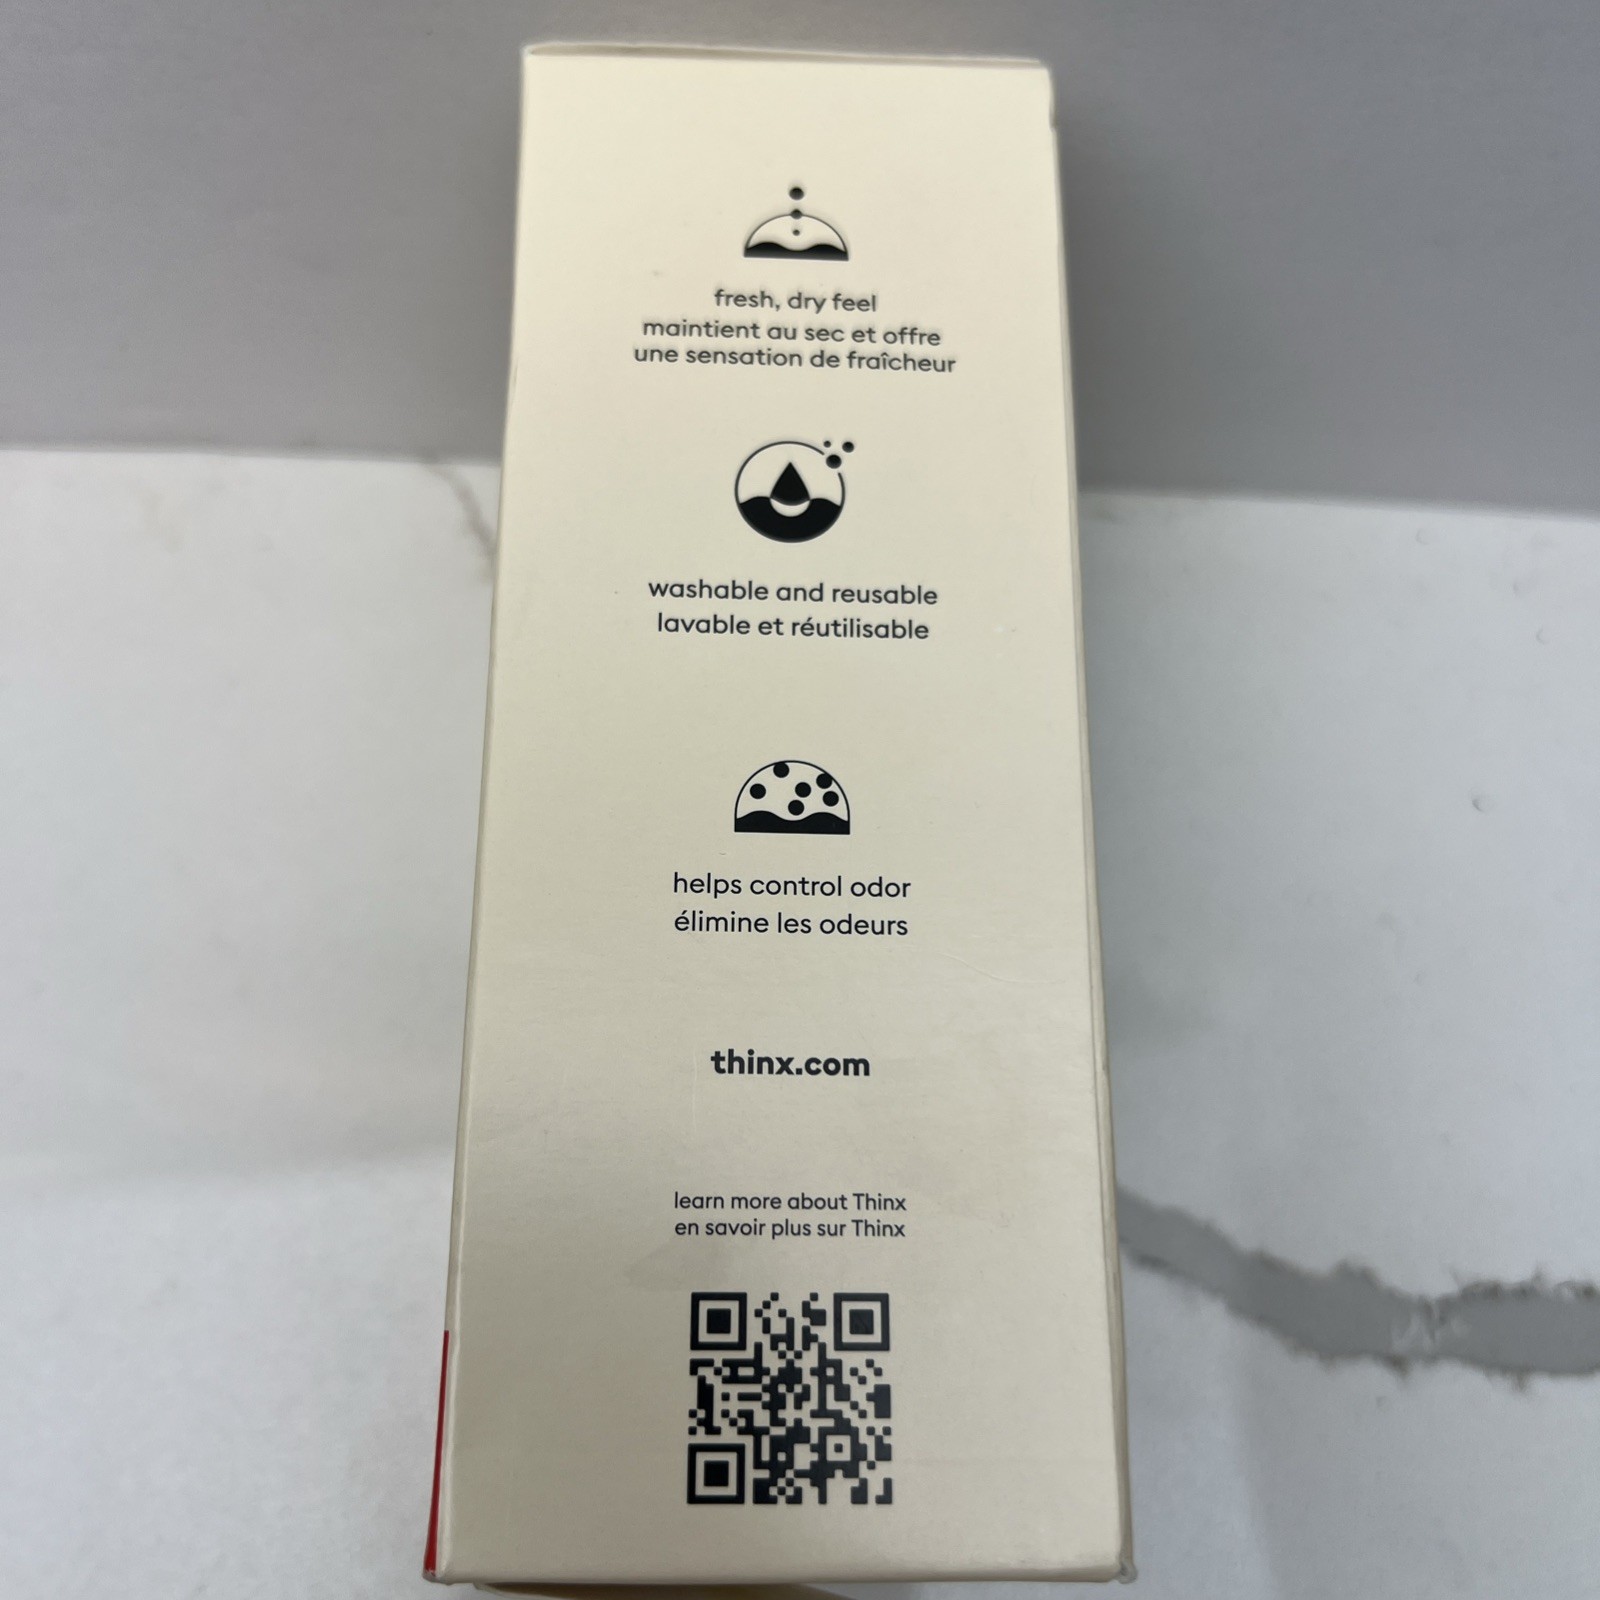 fresh, dry feel
maintient au sec et offre
une sensation de fraîcheur
washable and reusable
lavable et réutilisable
helps control odor
élimine les odeurs
thinx.com
learn more about Thinx
en savoir plus sur Thinx